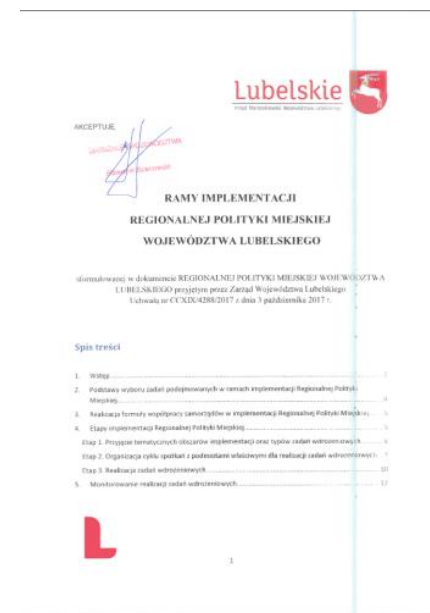 Lubelskie
AKCEPTUJĘ
RAMY IMPLEMENTACJI
REGIONALNEJ POLITYKI MIEJSKIEJ
WOJEWÓDZTWA LUBELSKIEGO
sformułowanej w dokumencie REGIONALNEJ POLITYKI MIEJSKIEJ WOJEWÓDZTWA
LUBELSKIEGO przyjętym przez Zarząd Województwa Lubelskiego
Uchwałą nr CCXIX/4288/2017 z dnia 3 października 2017 r.
Spis treści
1. Wstęp
2. Podstawy wyboru zadań podejmowanych w ramach implementacji Regionalnej Polityki
Miejskiej 4
3. Realizacja formuły współpracy samorządów w implementacji Regionalnej Polityki Miejskiej
4. Etapy implementacji Regionalnej Polityki Miejskiej
Etap 1. Przyjęcie tematycznych obszarów implementacji oraz typów zadań wdrożeniowych
Etap 2. Organizacja cyklu spotkań z podmiotami właściwymi dla realizacji zadań wdrożeniowych 7
Etap 3. Realizacja zadań wdrożeniowych 10
5. Monitorowanie realizacji zadań wdrożeniowych 12
1